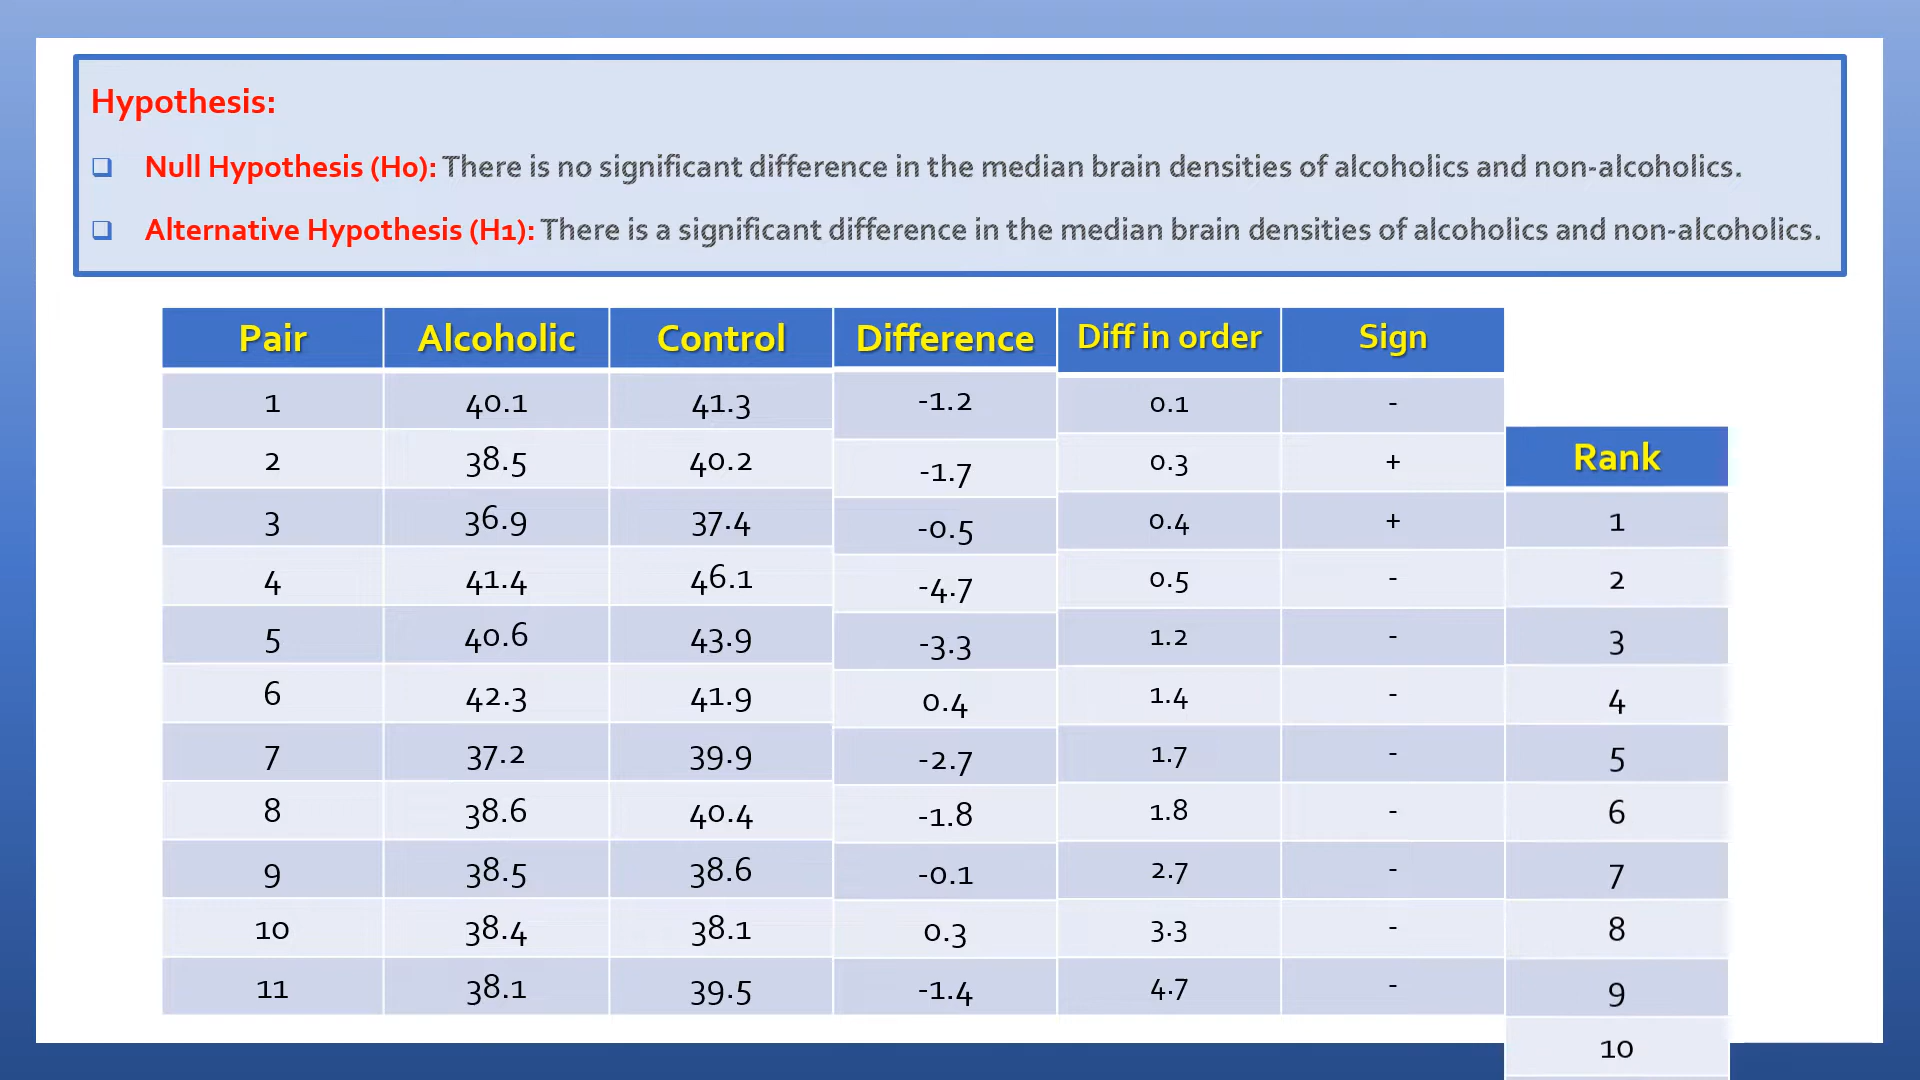 Hypothesis:
❑ Null Hypothesis (H0): There is no significant difference in the median brain densities of alcoholics and non-alcoholics.
❑ Alternative Hypothesis (H1): There is a significant difference in the median brain densities of alcoholics and non-alcoholics.
Pair Alcoholic Control Difference Diff in order Sign
1 40.1 41.3 -1.2 0.1 -
Rank
2 38.5 40.2 -1.7 0.3 +
3 36.9 37.4 -0.5 0.4 + 1
4 41.4 46.1 -4.7 0.5 - 2
5 40.6 43.9 -3.3 1.2 - 3
6 42.3 41.9 0.4 1.4 - 4
7 37.2 39.9 -2.7 1.7 - 5
8 38.6 40.4 -1.8 1.8 - 6
9 38.5 38.6 -0.1 2.7 - 7
10 38.4 38.1 0.3 3.3 - 8
11 38.1 39.5 -1.4 4.7 - 9
10